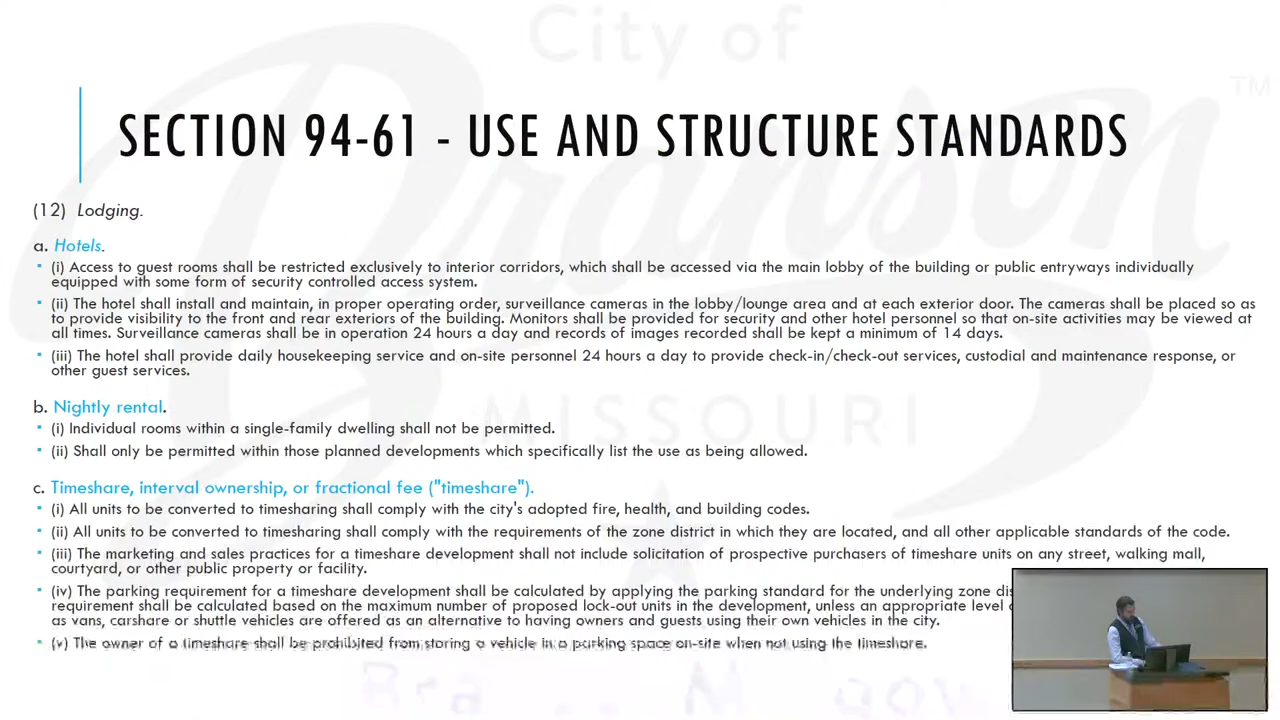 City of
Branson
TM
SECTION 94-61 - USE AND STRUCTURE STANDARDS
(12) Lodging.
a. Hotels.
(i) Access to guest rooms shall be restricted exclusively to interior corridors, which shall be accessed via the main lobby of the building or public entryways individually
equipped with some form of security controlled access system.
(ii) The hotel shall install and maintain, in proper operating order, surveillance cameras in the lobby/lounge area and at each exterior door. The cameras shall be placed so as
to provide visibility to the front and rear exteriors of the building. Monitors shall be provided for security and other hotel personnel so that on-site activities may be viewed at
all times. Surveillance cameras shall be in operation 24 hours a day and records of images recorded shall be kept a minimum of 14 days.
(iii) The hotel shall provide daily housekeeping service and on-site personnel 24 hours a day to provide check-in/check-out services, custodial and maintenance response, or
other guest services.
b. Nightly rental.
MISSOURI
(i) Individual rooms within a single-family dwelling shall not be permitted.
(ii) Shall only be permitted within those planned developments which specifically list the use as being allowed.
c. Timeshare, interval ownership, or fractional fee ("timeshare").
(i) All units to be converted to timesharing shall comply with the city's adopted fire, health, and building codes.
(ii) All units to be converted to timesharing shall comply with the requirements of the zone district in which they are located, and all other applicable standards of the code.
(iii) The marketing and sales practices for a timeshare development shall not include solicitation of prospective purchasers of timeshare units on any street, walking mall,
courtyard, or other public property or facility.
(iv) The parking requirement for a timeshare development shall be calculated by applying the parking standard for the underlying zone
requirement shall be calculated based on the maximum number of proposed lock-out units in the development, unless an appropriate level
as vans, carshare or shuttle vehicles are offered as an alternative to having owners and guests using their own vehicles in the city.
(v) The owner of a timeshare shall be prohibited from storing a vehicle in a parking space on-site when not using the timeshare.